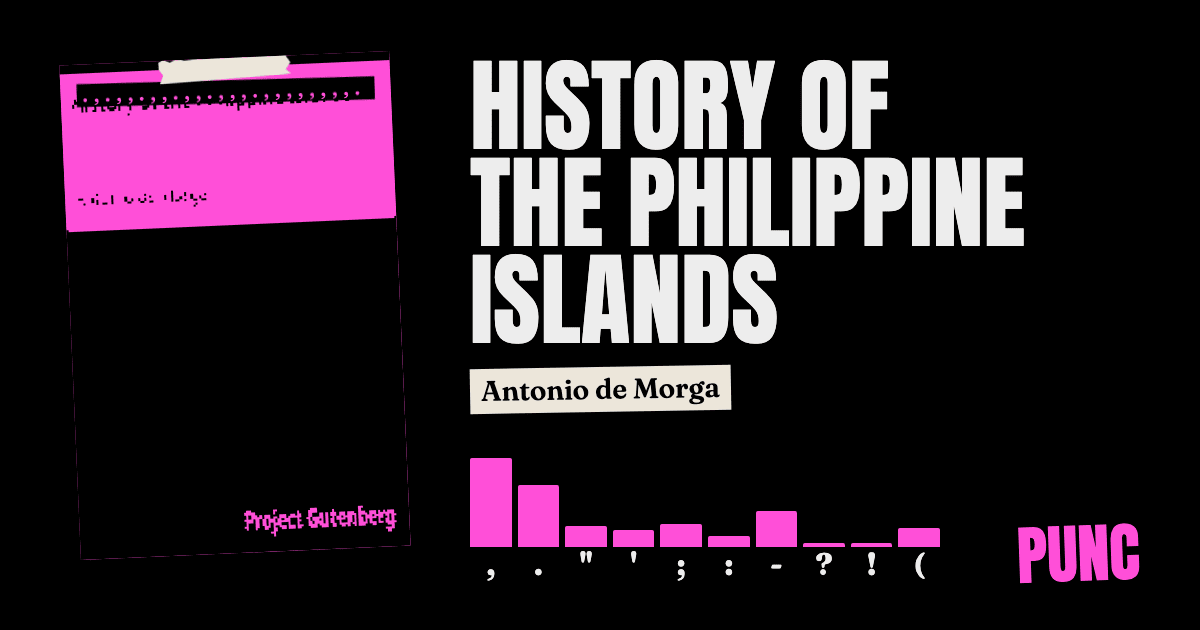 HISTORY OF
THE PHILIPPINE
ISLANDS
Antonio de Morga
, . " ' ; : - ? ! (
Project Gutenberg
PUNC